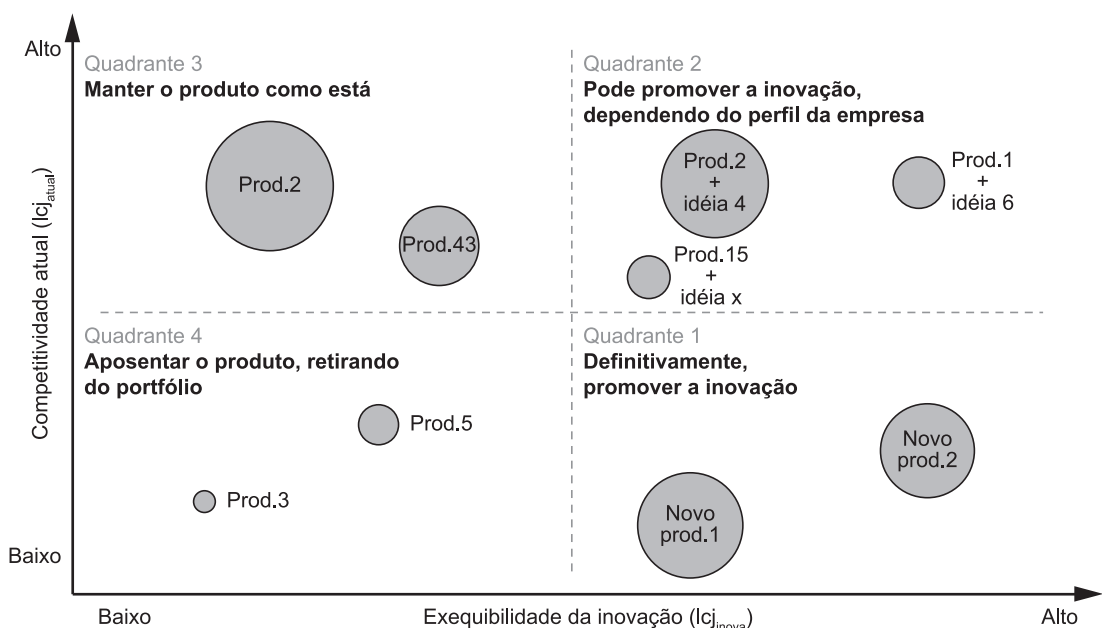 Alto
Quadrante 3
Manter o produto como está
Quadrante 2
Pode promover a inovação,
dependendo do perfil da empresa
Prod.2
Prod.43
Prod.2
+
idéia 4
Prod.1
+
idéia 6
Prod.15
+
idéia x
Competitividade atual (Icj_atual)
Quadrante 4
Aposentar o produto, retirando
do portfólio
Prod.5
Prod.3
Quadrante 1
Definitivamente,
promover a inovação
Novo
prod.2
Novo
prod.1
Baixo
Baixo
Exequibilidade da inovação (Icj_inova)
Alto